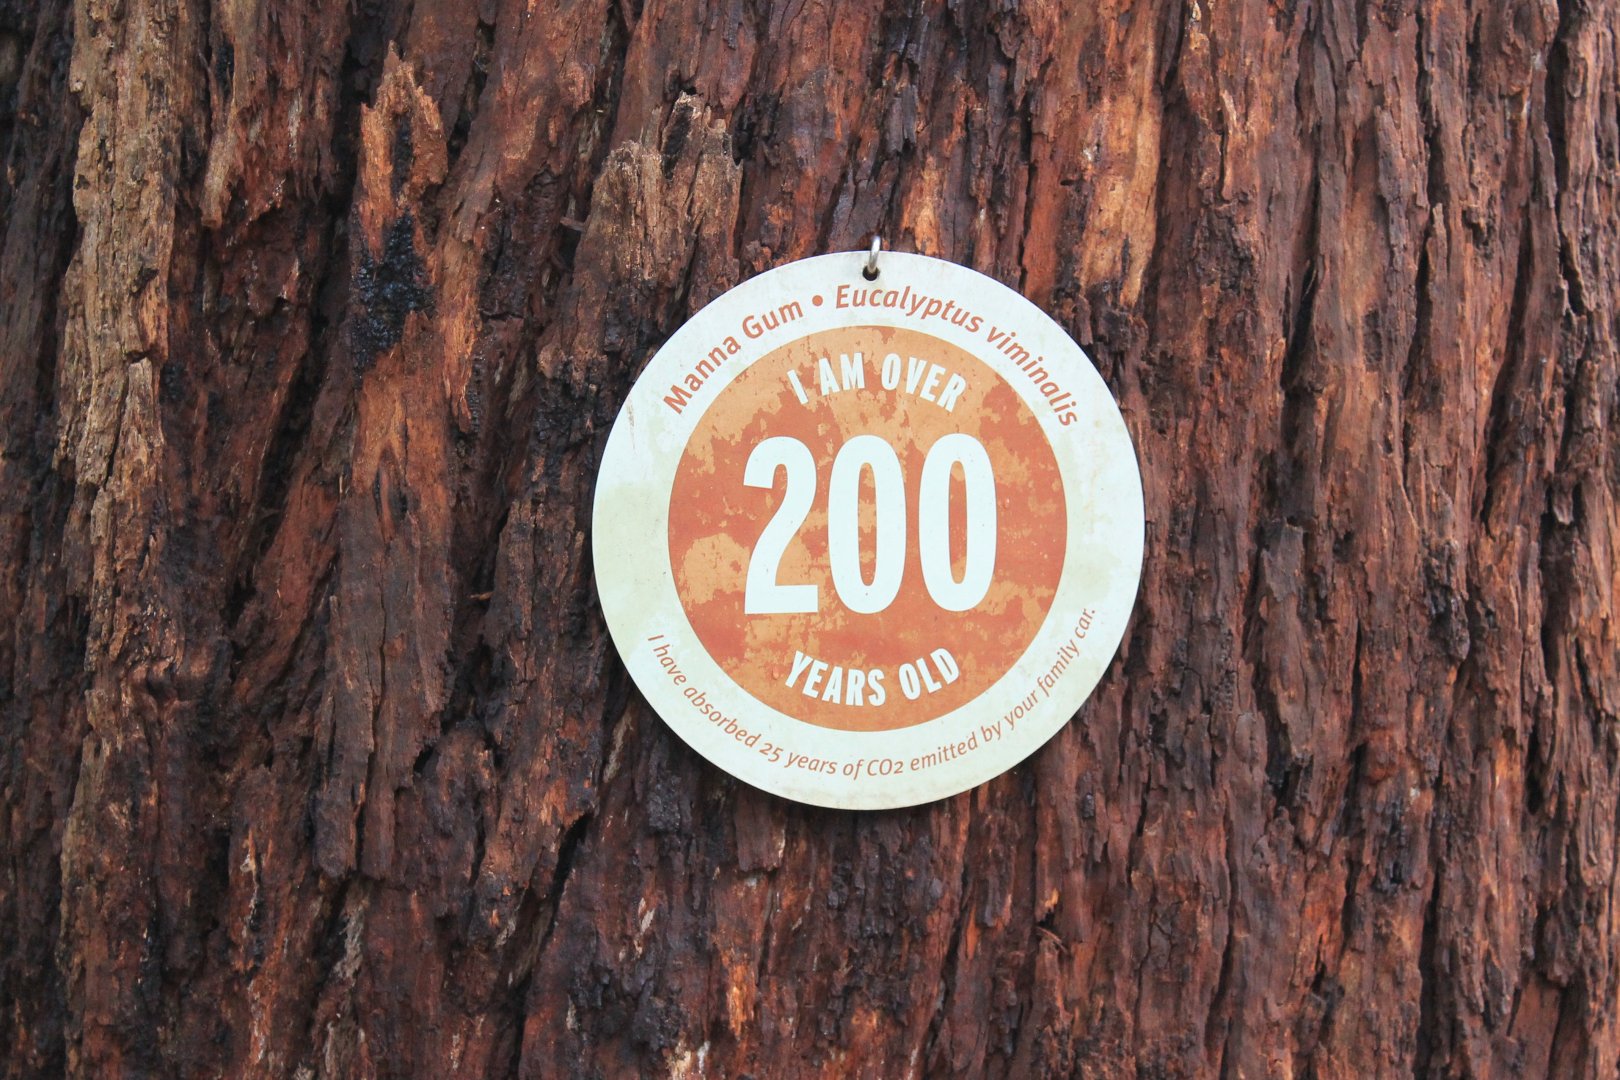 Manna Gum • Eucalyptus viminalis
I AM OVER
200
YEARS OLD
I have absorbed 25 years of CO2 emitted by your family car.